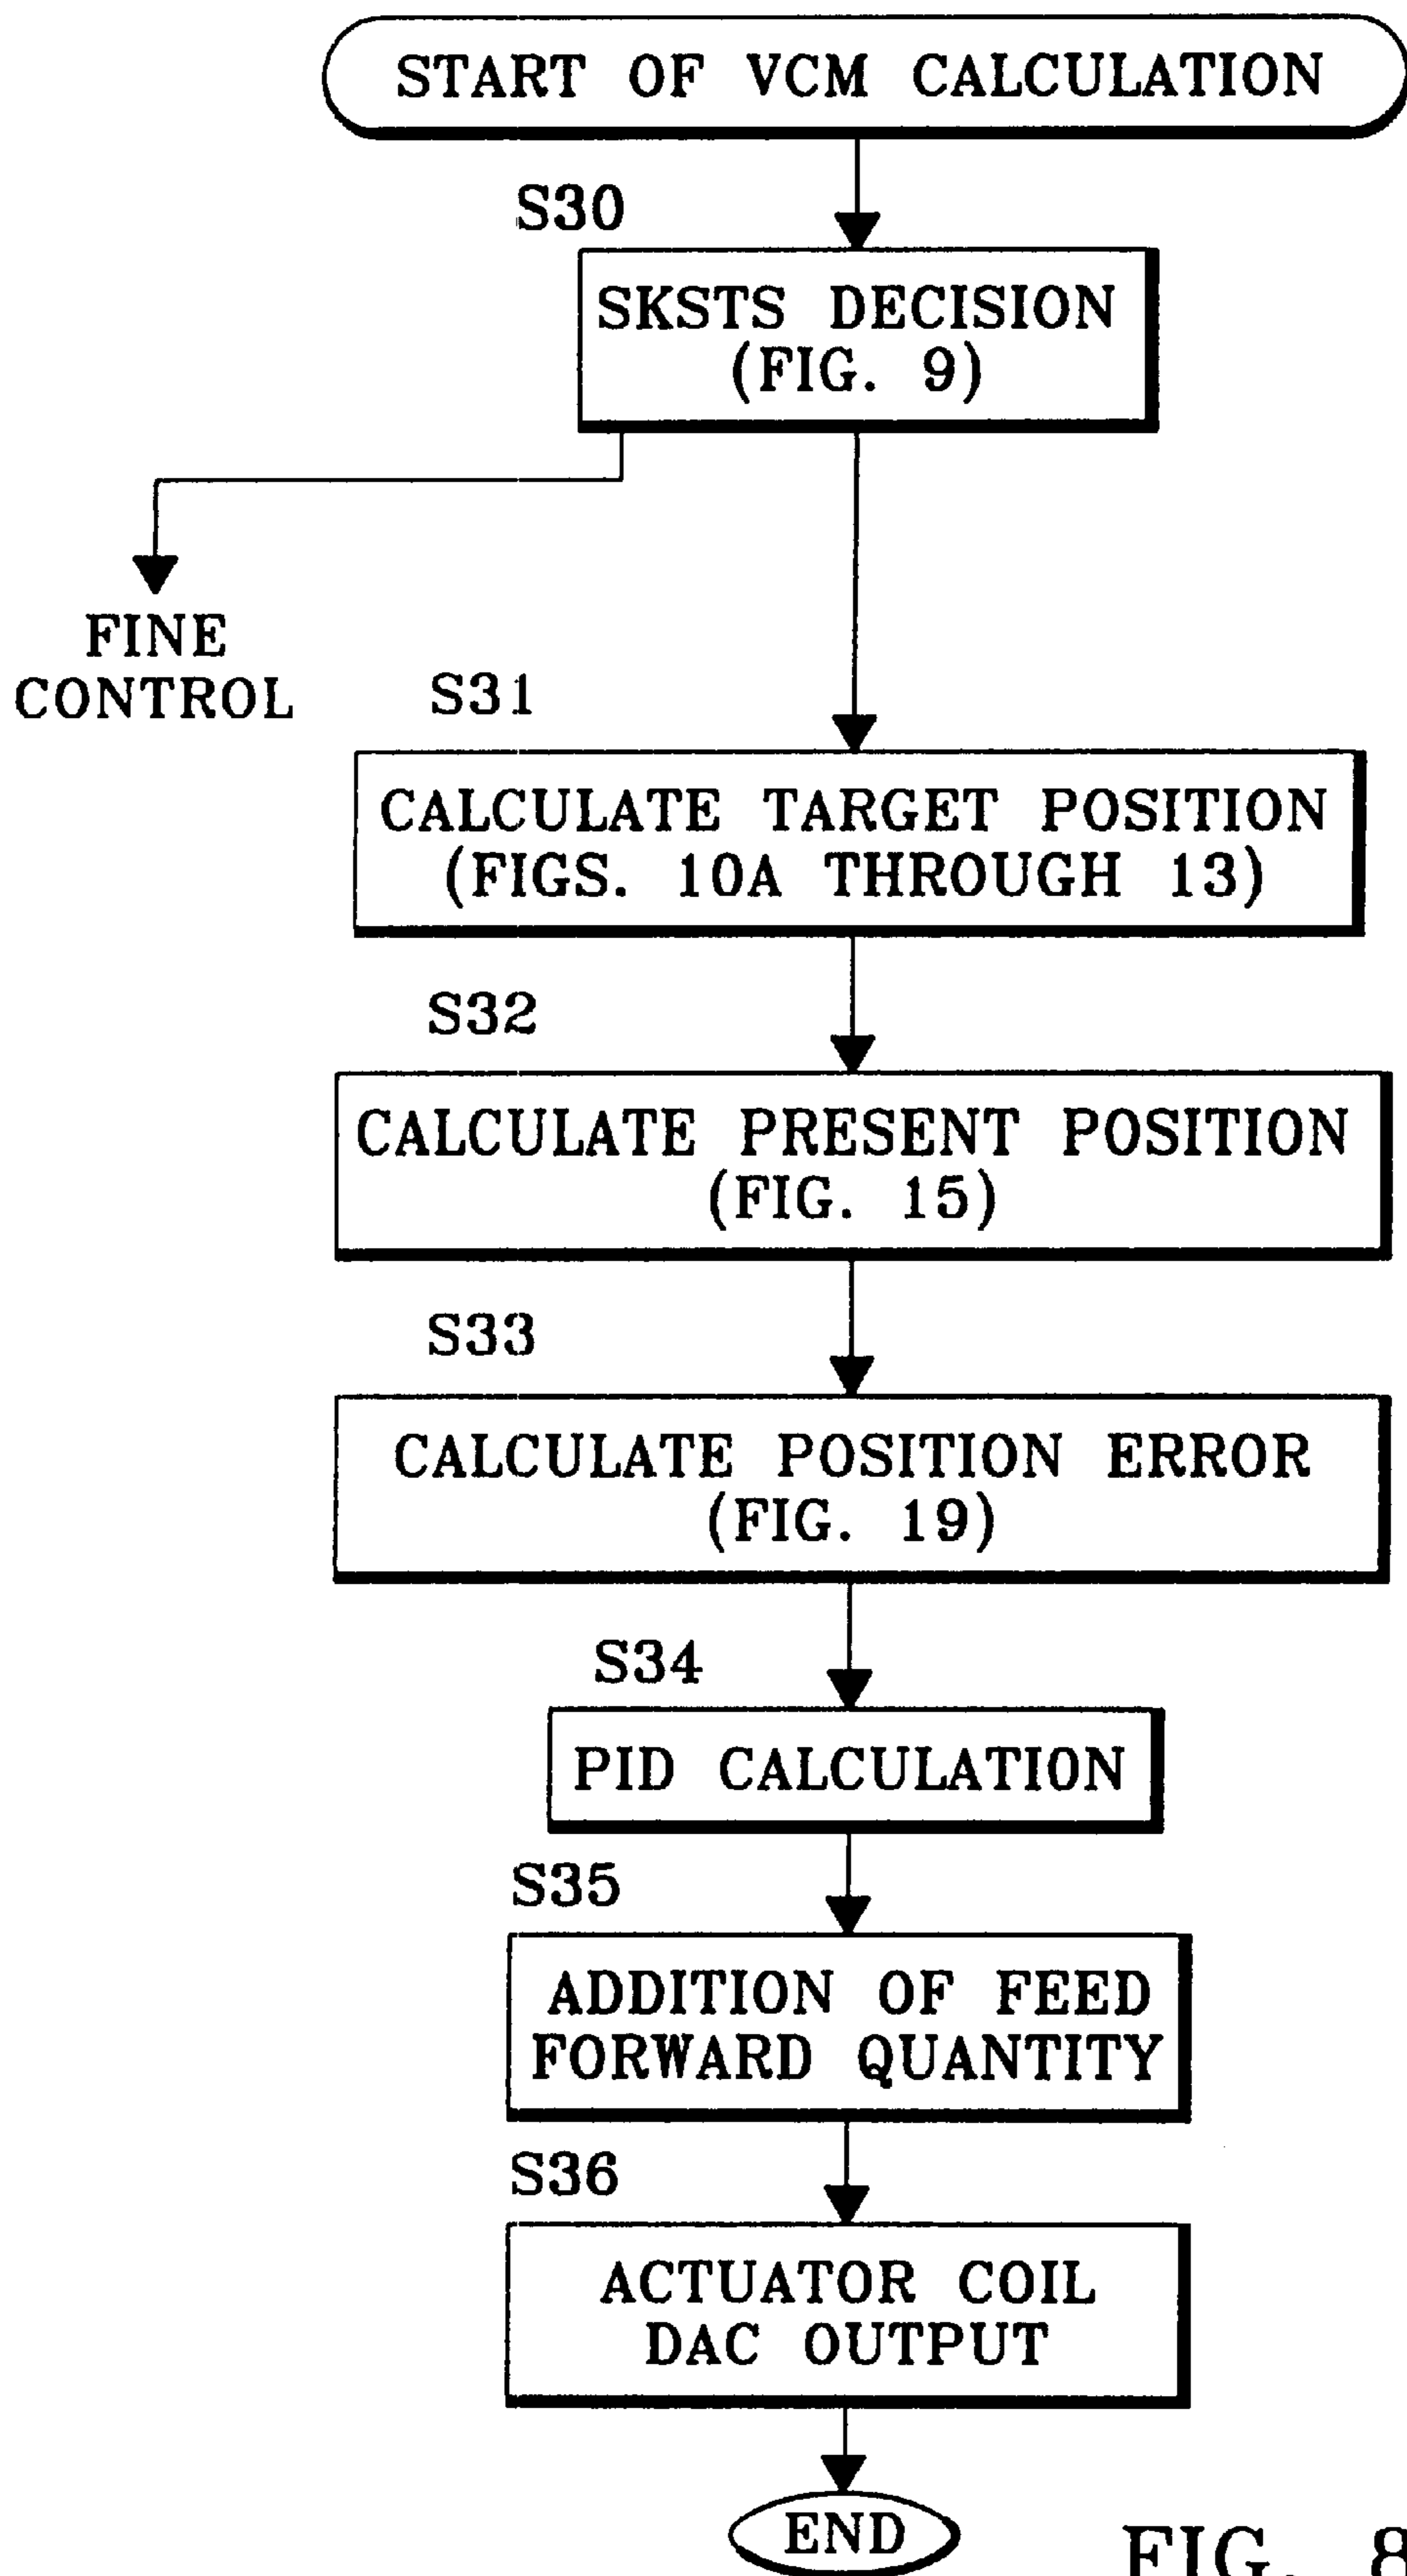 START OF VCM CALCULATION
S30
SKSTS DECISION
(FIG. 9)
FINE
CONTROL
S31
CALCULATE TARGET POSITION
(FIGS. 10A THROUGH 13)
S32
CALCULATE PRESENT POSITION
(FIG. 15)
S33
CALCULATE POSITION ERROR
(FIG. 19)
S34
PID CALCULATION
S35
ADDITION OF FEED
FORWARD QUANTITY
S36
ACTUATOR COIL
DAC OUTPUT
END
FIG. 8